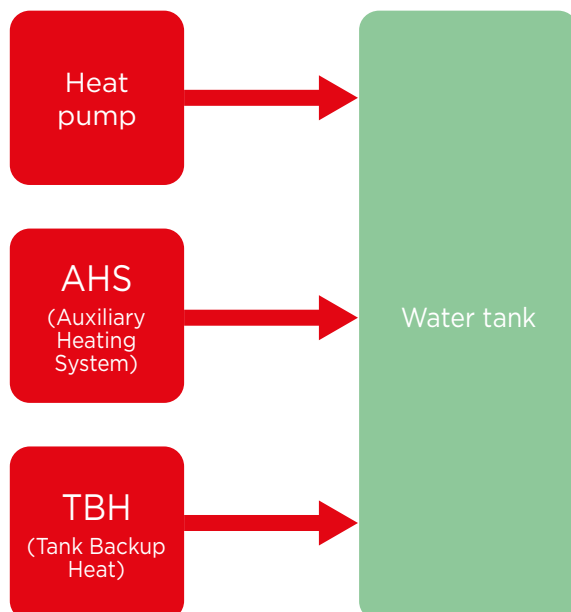 Heat
pump
AHS
(Auxiliary
Heating
System)
Water tank
TBH
(Tank Backup
Heat)